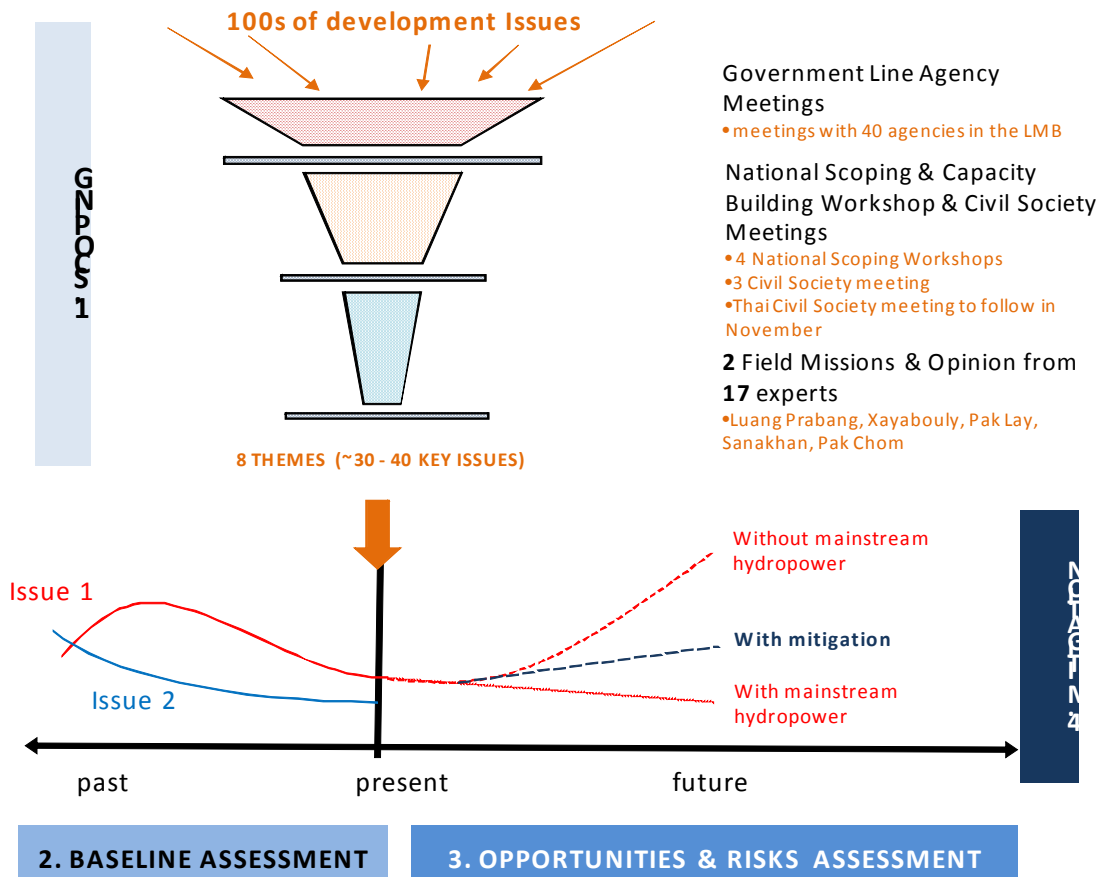 100s of development Issues
1. SCOPING
Government Line Agency
Meetings
•meetings with 40 agencies in the LMB
National Scoping & Capacity
Building Workshop & Civil Society
Meetings
•4 National Scoping Workshops
•3 Civil Society meeting
•Thai Civil Society meeting to follow in
November
2 Field Missions & Opinion from
17 experts
•Luang Prabang, Xayabouly, Pak Lay,
Sanakhan, Pak Chom
8 THEMES (~30 - 40 KEY ISSUES)
Issue 1
Issue 2
Without mainstream
hydropower
With mitigation
With mainstream
hydropower
4. MITIGATION
past present future
2. BASELINE ASSESSMENT
3. OPPORTUNITIES & RISKS ASSESSMENT